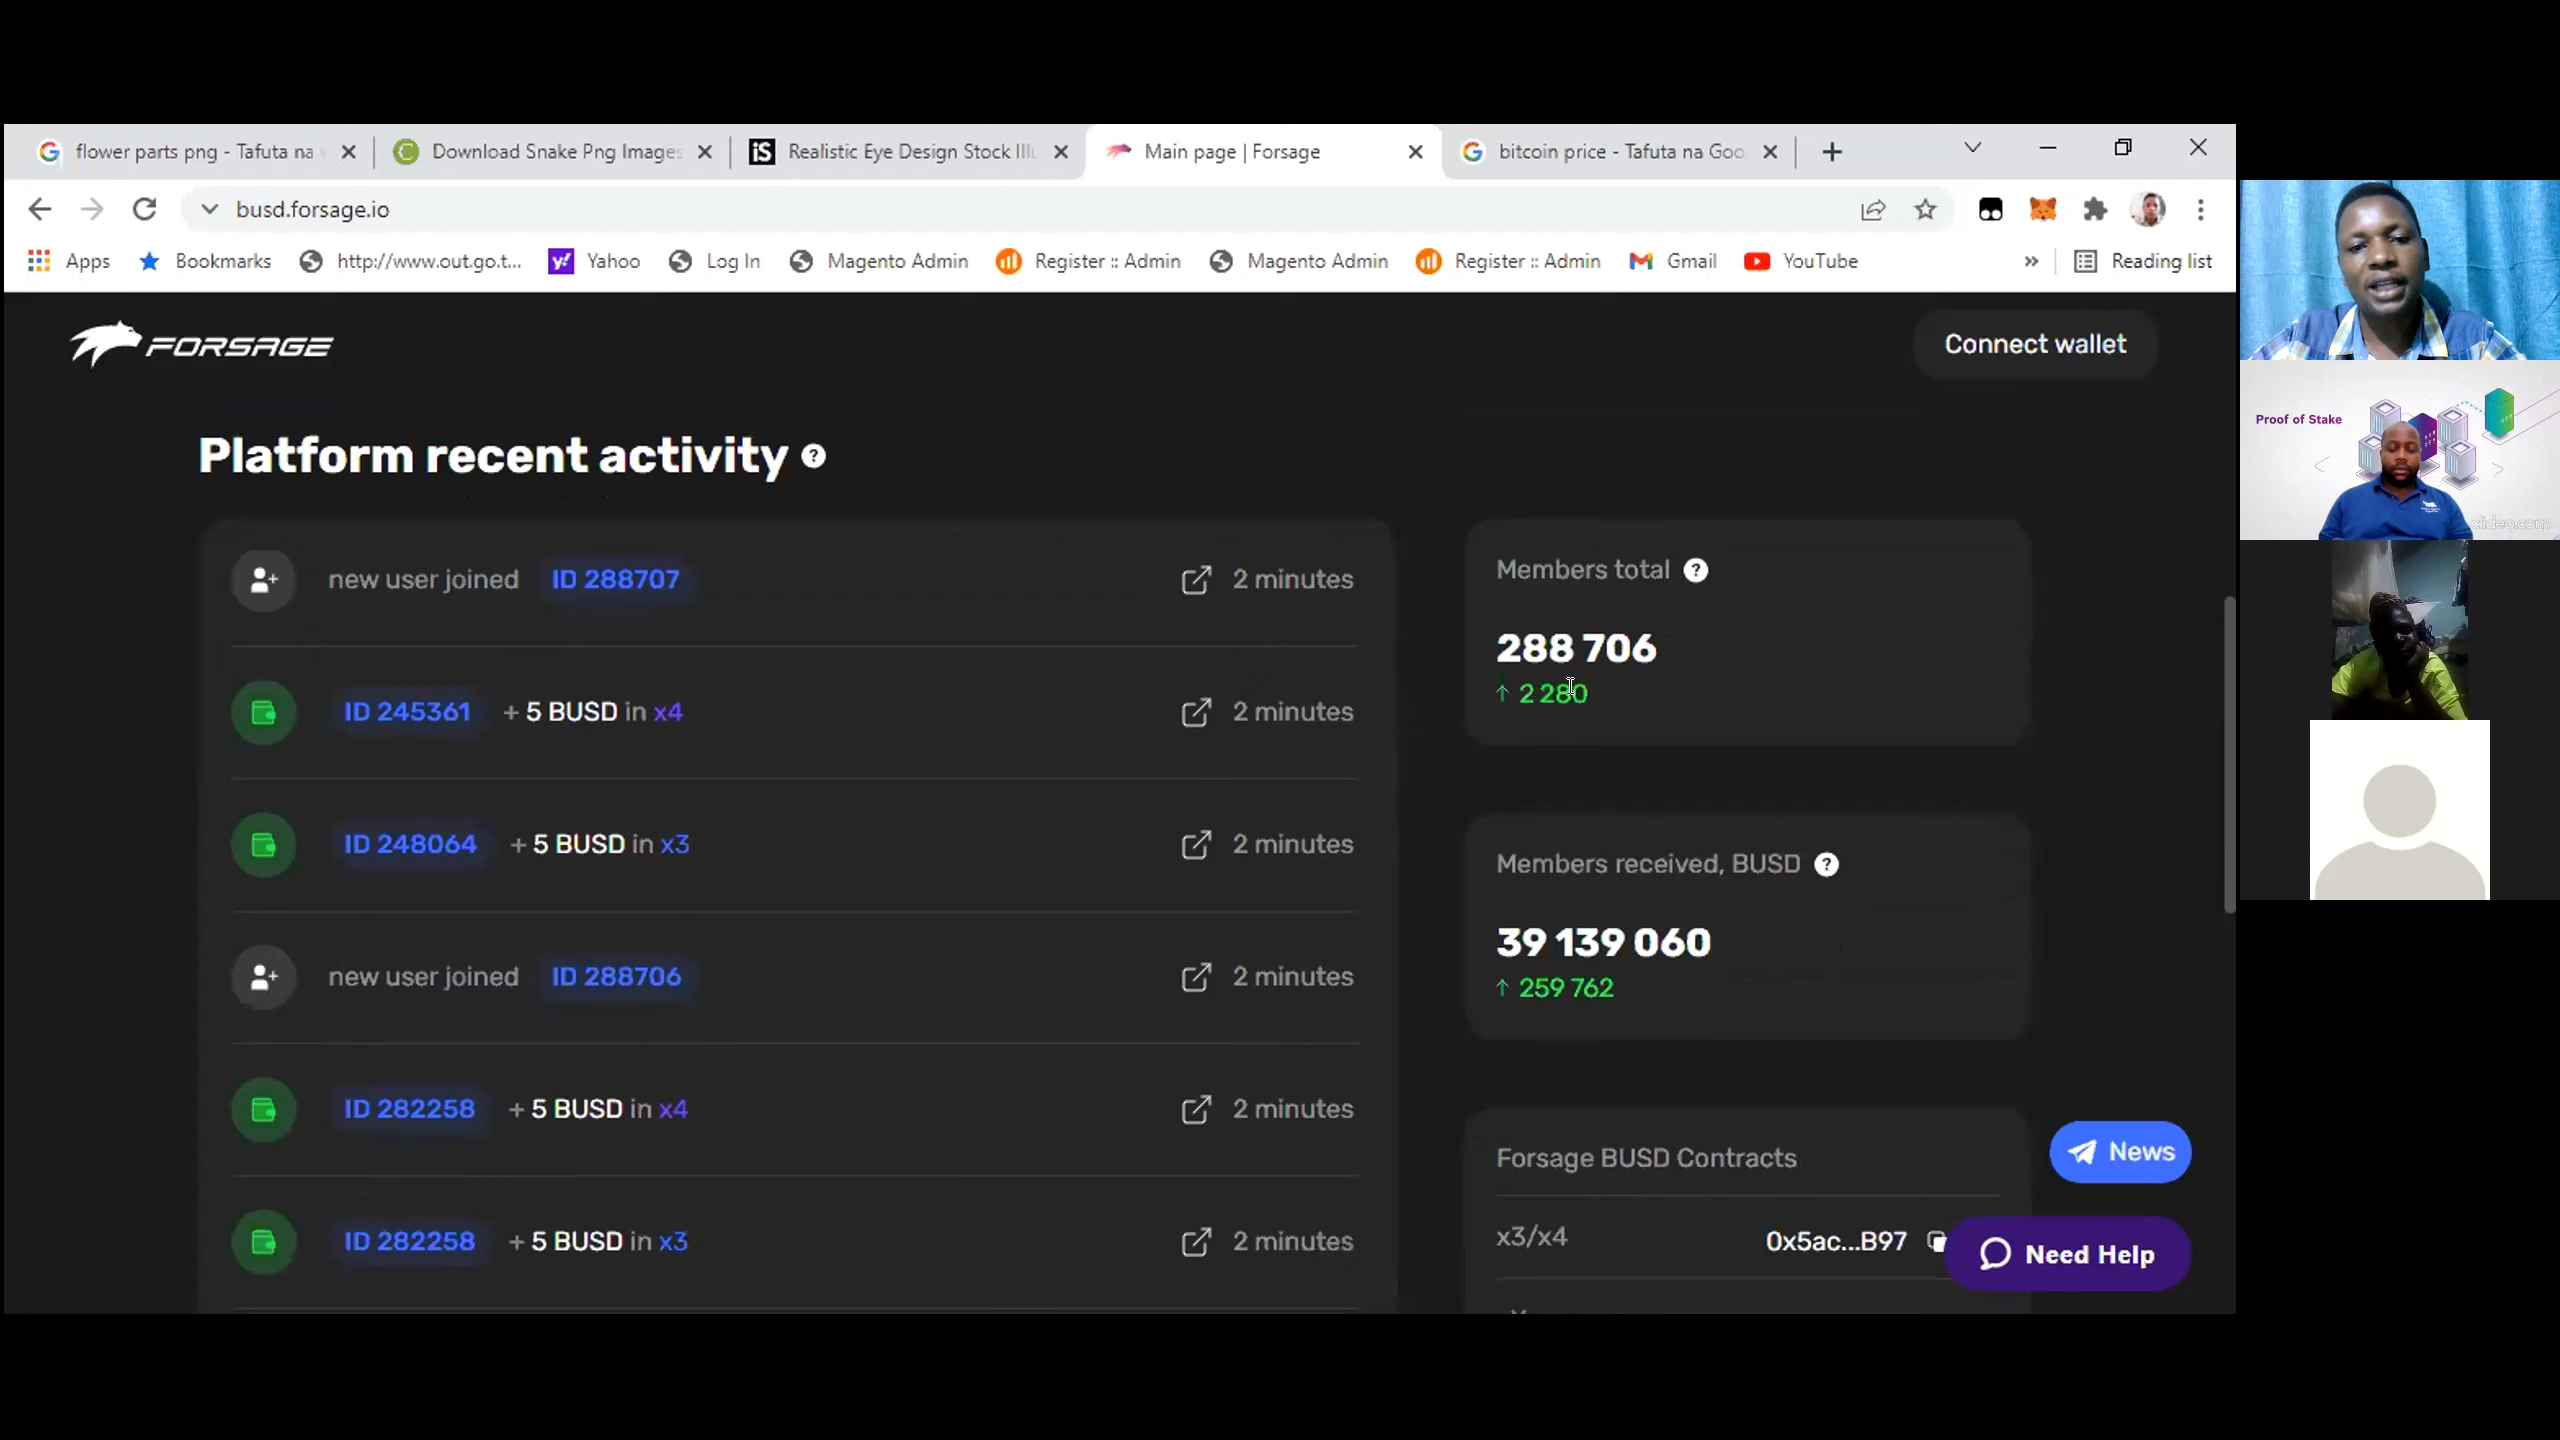 flower parts png - Tafuta na
Download Snake Png Images
iS Realistic Eye Design Stock Illu
Main page | Forsage
bitcoin price - Tafuta na Goo
busd.forsage.io
Apps
Bookmarks
http://www.out.go.t...
Yahoo
Log In
Magento Admin
Register :: Admin
Magento Admin
Register :: Admin
Gmail
YouTube
»
Reading list
FORSAGE
Connect wallet
Platform recent activity ?
new user joined ID 288707 2 minutes
ID 245361 + 5 BUSD in x4 2 minutes
ID 248064 + 5 BUSD in x3 2 minutes
new user joined ID 288706 2 minutes
ID 282258 + 5 BUSD in x4 2 minutes
ID 282258 + 5 BUSD in x3 2 minutes
Members total ?
288 706
↑ 2 280
Members received, BUSD ?
39 139 060
↑ 259 762
Forsage BUSD Contracts
x3/x4 0x5ac...B97
News
Need Help
Proof of Stake
clideo.com